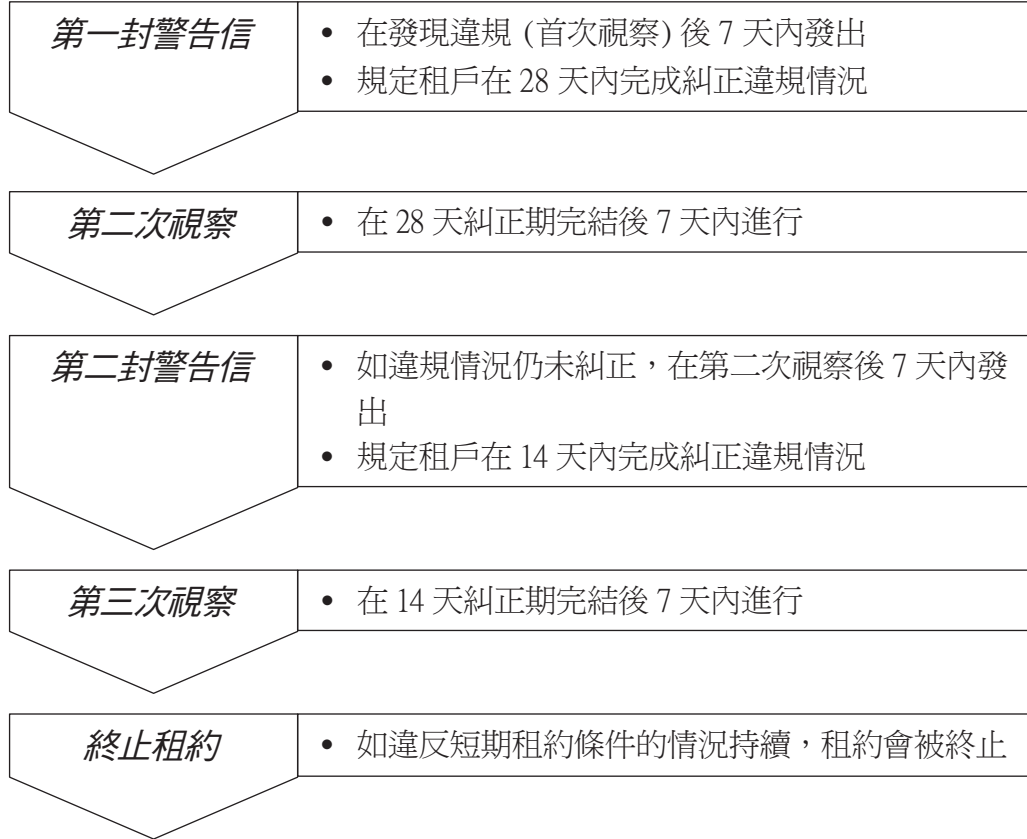 第一封警告信
• 在發現違規 (首次視察) 後 7 天內發出
• 規定租戶在 28 天內完成糾正違規情況
第二次視察
• 在 28 天糾正期完結後 7 天內進行
第二封警告信
• 如違規情況仍未糾正，在第二次視察後 7 天內發
出
• 規定租戶在 14 天內完成糾正違規情況
第三次視察
• 在 14 天糾正期完結後 7 天內進行
終止租約
• 如違反短期租約條件的情況持續，租約會被終止